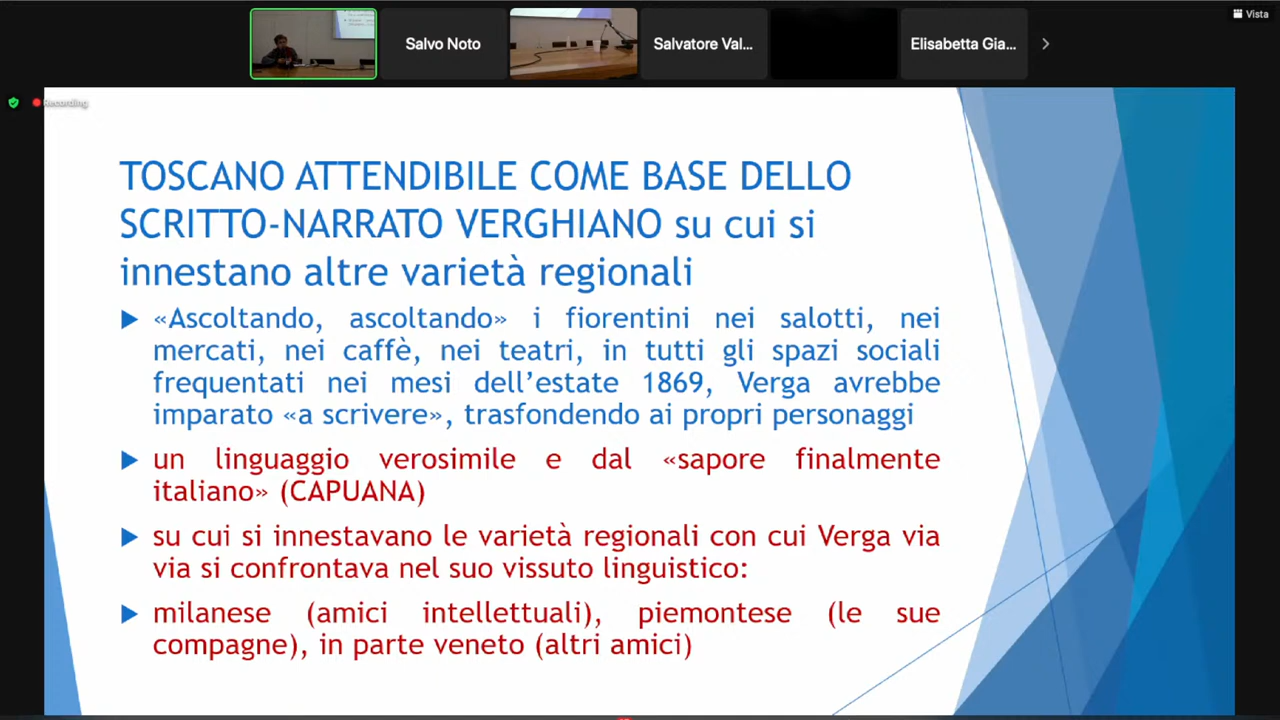 Vista
Salvo Noto
Salvatore Val...
Elisabetta Gia...
Recording
TOSCANO ATTENDIBILE COME BASE DELLO
SCRITTO-NARRATO VERGHIANO su cui si
innestano altre varietà regionali
«Ascoltando, ascoltando» i fiorentini nei salotti, nei
mercati, nei caffè, nei teatri, in tutti gli spazi sociali
frequentati nei mesi dell’estate 1869, Verga avrebbe
imparato «a scrivere», trasfondendo ai propri personaggi
un linguaggio verosimile e dal «sapore finalmente
italiano» (CAPUANA)
su cui si innestavano le varietà regionali con cui Verga via
via si confrontava nel suo vissuto linguistico:
milanese (amici intellettuali), piemontese (le sue
compagne), in parte veneto (altri amici)